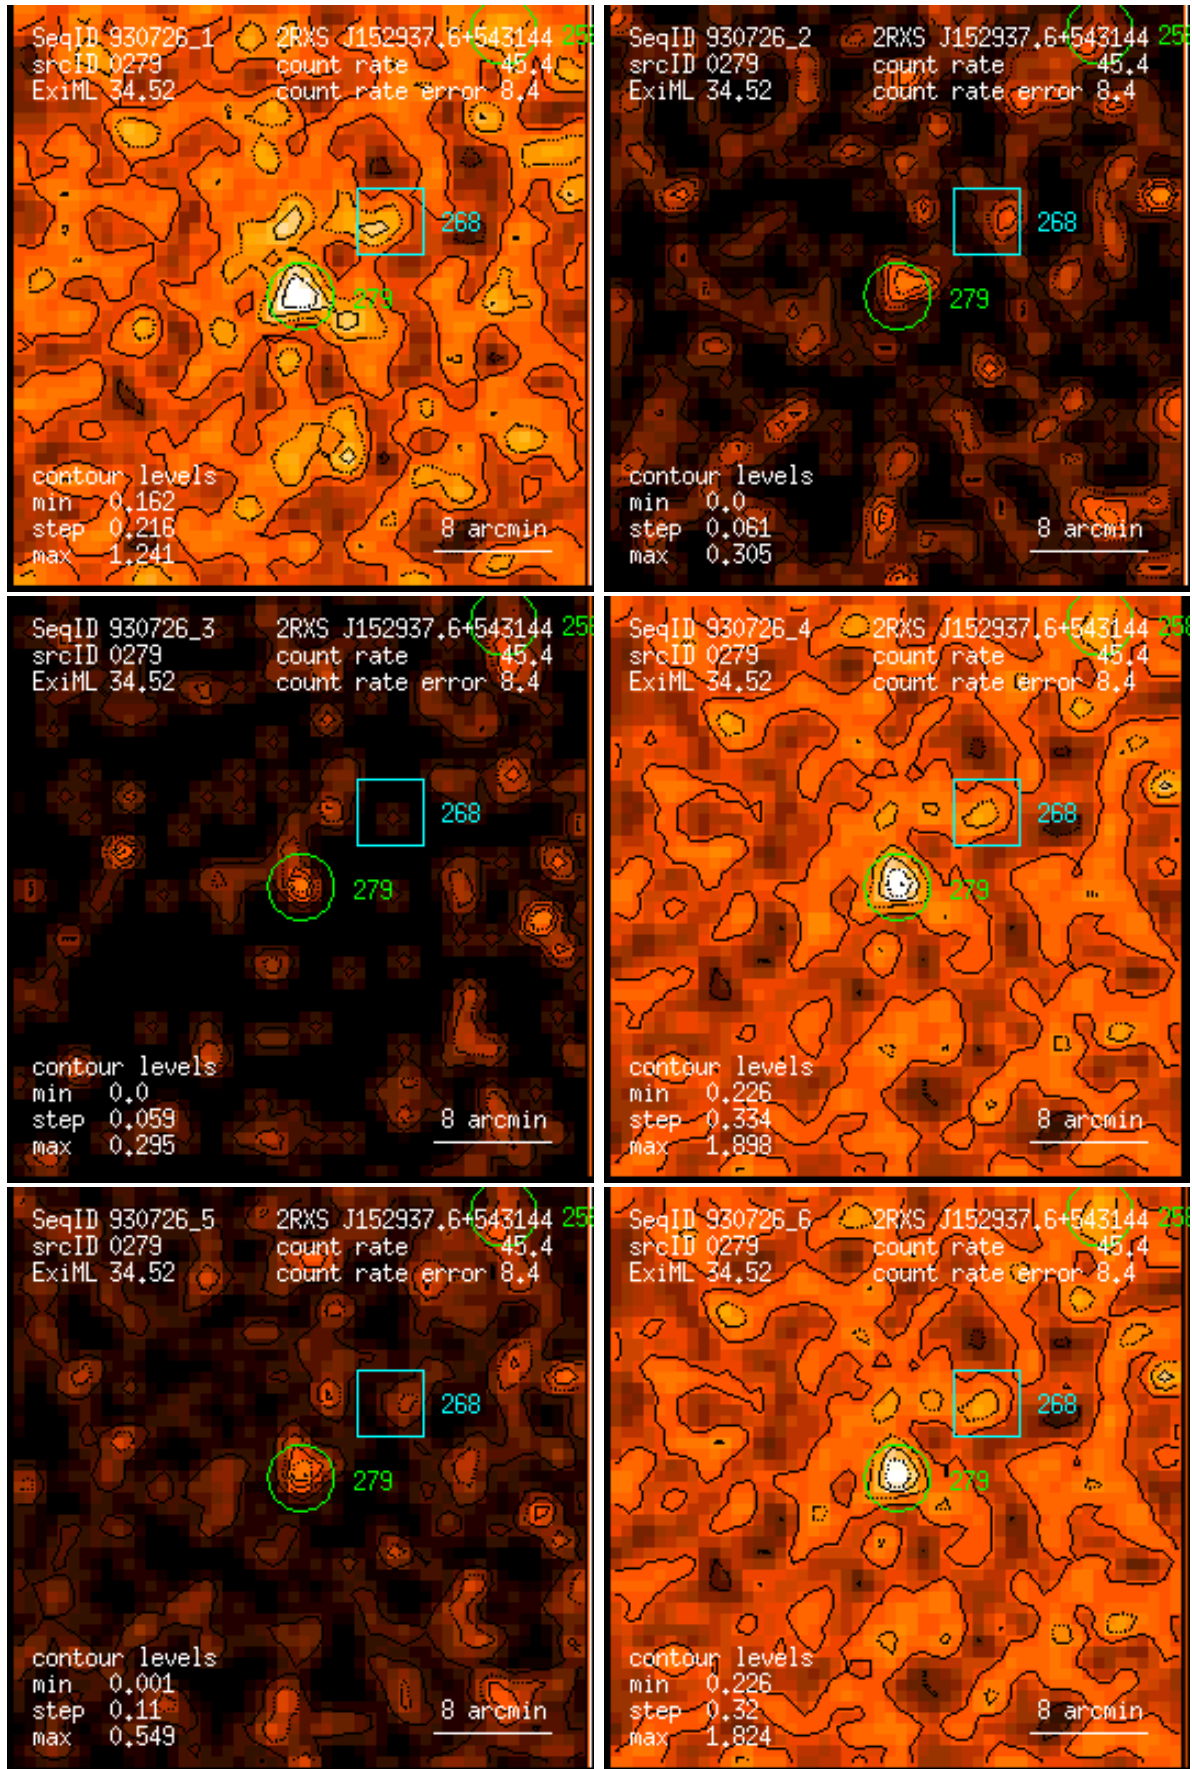 SeqID 930726_1 2RXS J152937.6+543144 25
srcID 0279 count rate 45.4
ExiML 34.52 count rate error 8.4
268
279
contour levels
min 0.162
step 0.216 8 arcmin
max 1.241
SeqID 930726_2 2RXS J152937.6+543144 25
srcID 0279 count rate 45.4
ExiML 34.52 count rate error 8.4
268
279
contour levels
min 0.0
step 0.061 8 arcmin
max 0.305
SeqID 930726_3 2RXS J152937.6+543144 25
srcID 0279 count rate 45.4
ExiML 34.52 count rate error 8.4
268
279
contour levels
min 0.0
step 0.059 8 arcmin
max 0.295
SeqID 930726_4 2RXS J152937.6+543144 25
srcID 0279 count rate 45.4
ExiML 34.52 count rate error 8.4
268
279
contour levels
min 0.226
step 0.334 8 arcmin
max 1.898
SeqID 930726_5 2RXS J152937.6+543144 25
srcID 0279 count rate 45.4
ExiML 34.52 count rate error 8.4
268
279
contour levels
min 0.001
step 0.11 8 arcmin
max 0.549
SeqID 930726_6 2RXS J152937.6+543144 25
srcID 0279 count rate 45.4
ExiML 34.52 count rate error 8.4
268
279
contour levels
min 0.226
step 0.32 8 arcmin
max 1.824